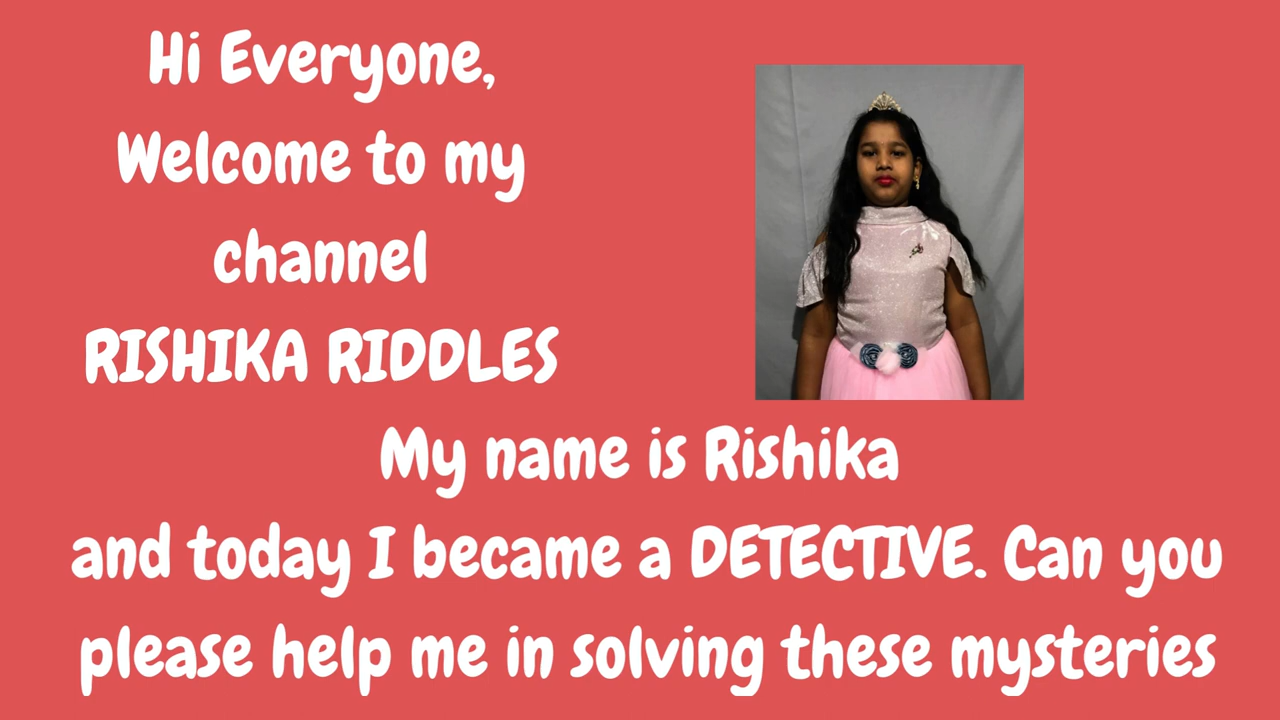 Hi Everyone,
Welcome to my
channel
RISHIKA RIDDLES
My name is Rishika
and today I became a DETECTIVE. Can you
please help me in solving these mysteries